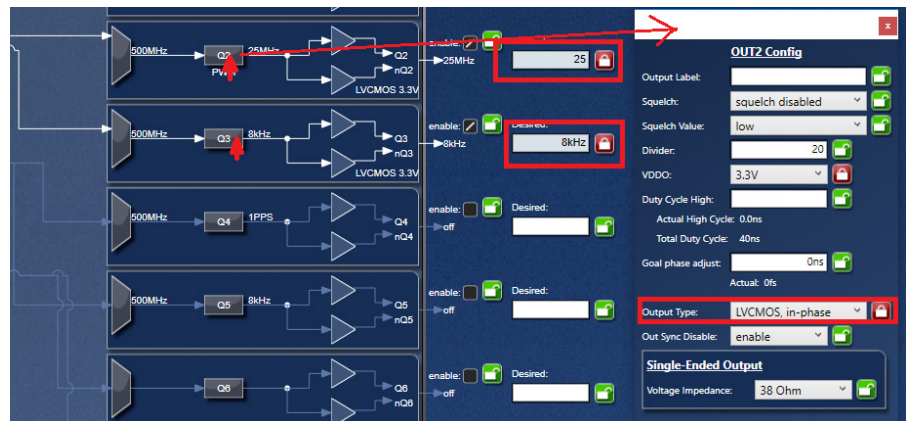 500MHz
Q2
25MHz
PW
Q2
nQ2
LVCMOS 3.3V
enable:
25MHz
25
500MHz
Q3
8kHz
Q3
nQ3
LVCMOS 3.3V
enable:
8kHz
Desired:
8kHz
500MHz
Q4
1PPS
Q4
nQ4
enable:
off
Desired:
500MHz
Q5
8kHz
Q5
nQ5
enable:
off
Desired:
Q6
Q6
nQ6
enable:
off
Desired:
x
OUT2 Config
Output Label:
Squelch: squelch disabled
Squelch Value: low
Divider: 20
VDDO: 3.3V
Duty Cycle High:
Actual High Cycle: 0.0ns
Total Duty Cycle: 40ns
Goal phase adjust: 0ns
Actual: 0fs
Output Type: LVCMOS, in-phase
Out Sync Disable: enable
Single-Ended Output
Voltage Impedance: 38 Ohm